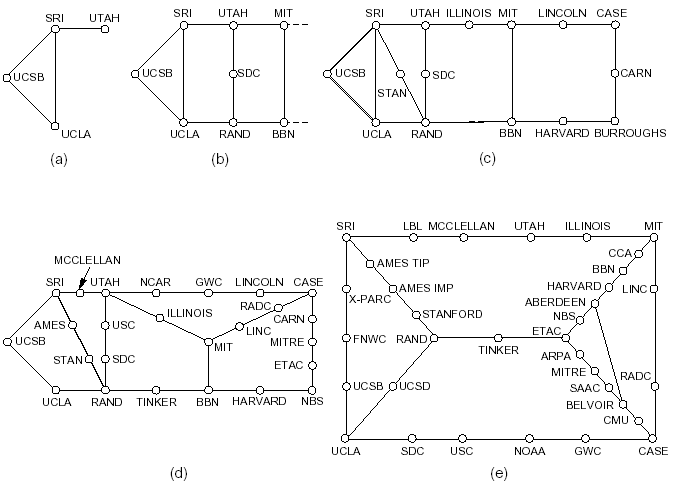 SRI UTAH
UCSB
UCLA
(a)
SRI UTAH MIT
UCSB SDC
UCLA RAND BBN
(b)
SRI UTAH ILLINOIS MIT LINCOLN CASE
UCSB SDC CARN
STAN
UCLA RAND BBN HARVARD BURROUGHS
(c)
MCCLELLAN
SRI UTAH NCAR GWC LINCOLN CASE
RADC
ILLINOIS CARN
AMES USC LINC
UCSB MIT MITRE
STAN SDC ETAC
UCLA RAND TINKER BBN HARVARD NBS
(d)
SRI LBL MCCLELLAN UTAH ILLINOIS MIT
CCA
AMES TIP
BBN
X-PARC AMES IMP HARVARD LINC
ABERDEEN
STANFORD NBS
FNWC RAND ETAC
TINKER
ARPA
MITRE
UCSB UCSD SAAC RADC
BELVOIR
CMU
UCLA SDC USC NOAA GWC CASE
(e)